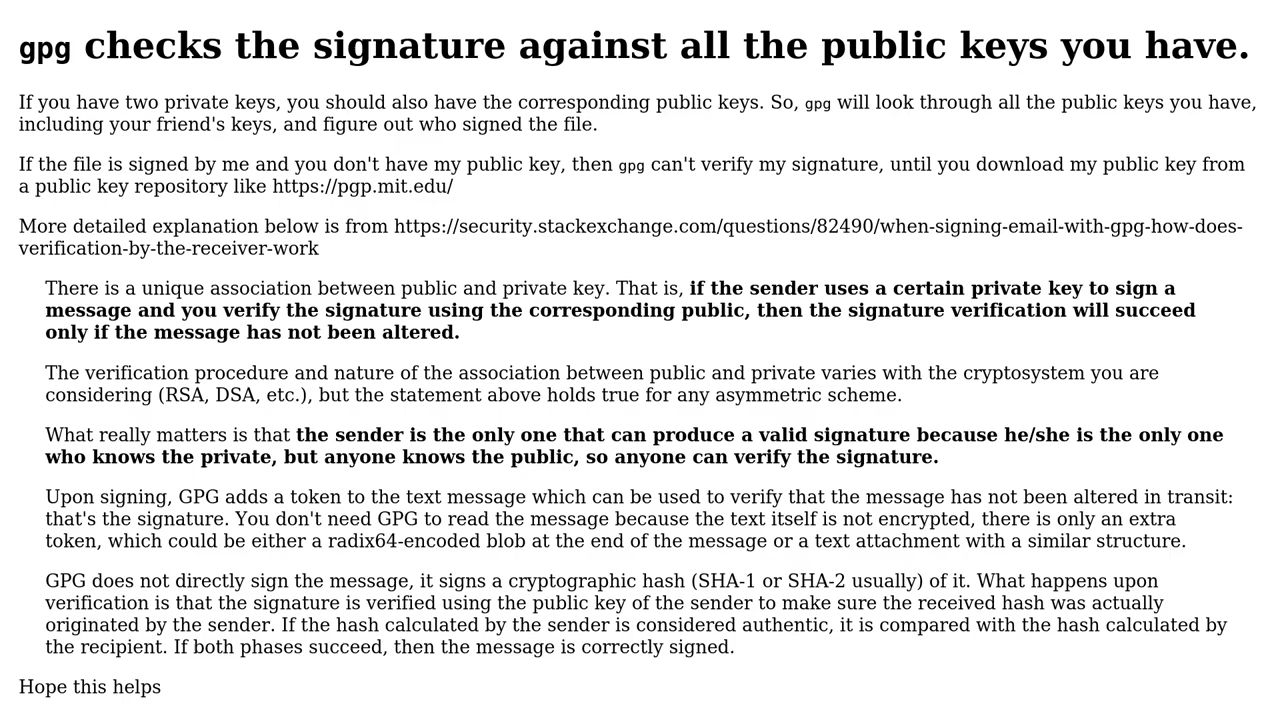 gpg checks the signature against all the public keys you have.
If you have two private keys, you should also have the corresponding public keys. So, gpg will look through all the public keys you have,
including your friend's keys, and figure out who signed the file.
If the file is signed by me and you don't have my public key, then gpg can't verify my signature, until you download my public key from
a public key repository like https://pgp.mit.edu/
More detailed explanation below is from https://security.stackexchange.com/questions/82490/when-signing-email-with-gpg-how-does-
verification-by-the-receiver-work
There is a unique association between public and private key. That is, if the sender uses a certain private key to sign a
message and you verify the signature using the corresponding public, then the signature verification will succeed
only if the message has not been altered.
The verification procedure and nature of the association between public and private varies with the cryptosystem you are
considering (RSA, DSA, etc.), but the statement above holds true for any asymmetric scheme.
What really matters is that the sender is the only one that can produce a valid signature because he/she is the only one
who knows the private, but anyone knows the public, so anyone can verify the signature.
Upon signing, GPG adds a token to the text message which can be used to verify that the message has not been altered in transit:
that's the signature. You don't need GPG to read the message because the text itself is not encrypted, there is only an extra
token, which could be either a radix64-encoded blob at the end of the message or a text attachment with a similar structure.
GPG does not directly sign the message, it signs a cryptographic hash (SHA-1 or SHA-2 usually) of it. What happens upon
verification is that the signature is verified using the public key of the sender to make sure the received hash was actually
originated by the sender. If the hash calculated by the sender is considered authentic, it is compared with the hash calculated by
the recipient. If both phases succeed, then the message is correctly signed.
Hope this helps